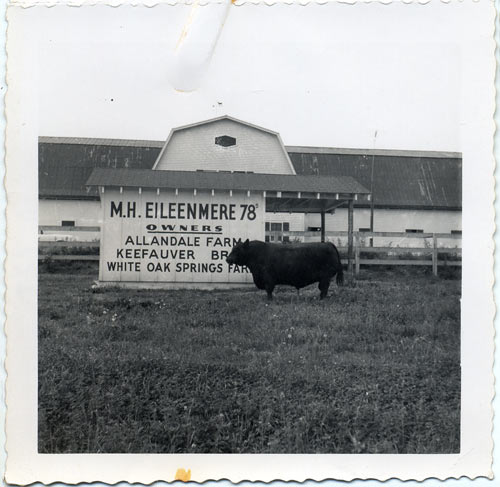 M.H. EILEENMERE 78
OWNERS
ALLANDALE FARM
KEEFAUVER
WHITE OAK SPRINGS